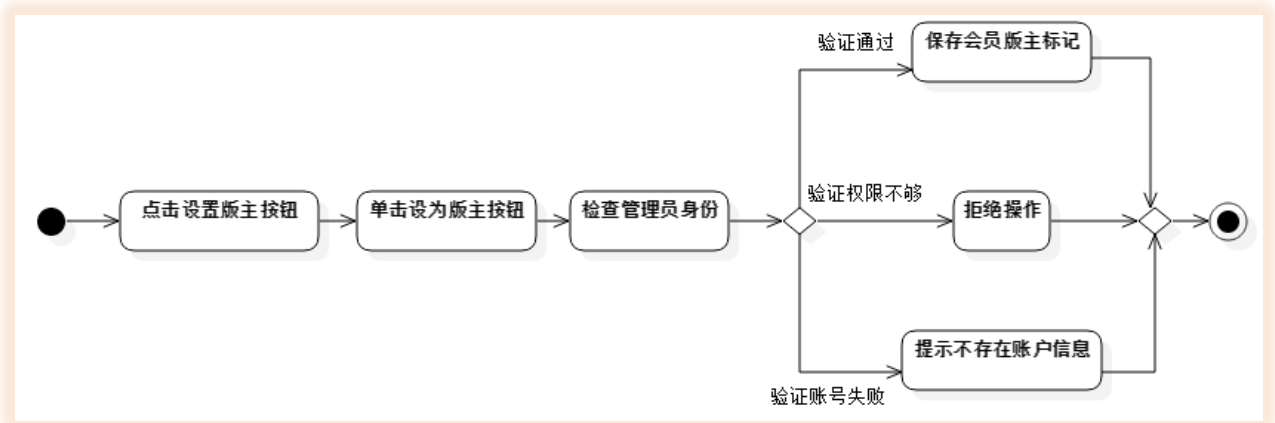 验证通过
保存会员版主标记
点击设置版主按钮
单击设为版主按钮
检查管理员身份
验证权限不够
拒绝操作
提示不存在账户信息
验证账号失败